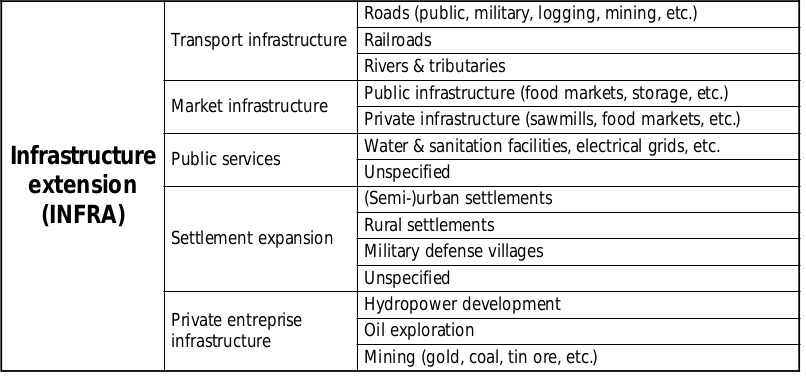 Infrastructure
extension
(INFRA)
Transport infrastructure
Roads (public, military, logging, mining, etc.)
Railroads
Rivers & tributaries
Market infrastructure
Public infrastructure (food markets, storage, etc.)
Private infrastructure (sawmills, food markets, etc.)
Public services
Water & sanitation facilities, electrical grids, etc.
Unspecified
Settlement expansion
(Semi-)urban settlements
Rural settlements
Military defense villages
Unspecified
Private entreprise
infrastructure
Hydropower development
Oil exploration
Mining (gold, coal, tin ore, etc.)